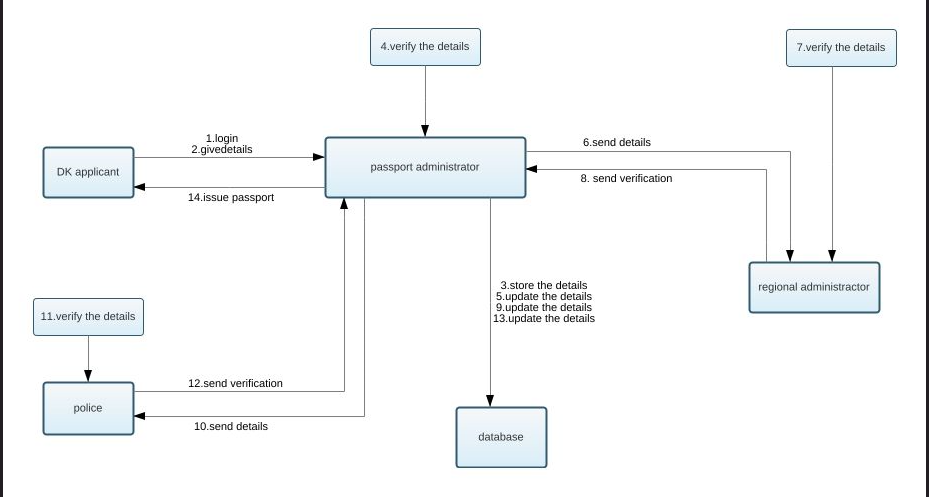 4.verify the details
7.verify the details
1.login
2.givedetails
DK applicant
passport administrator
14.issue passport
6.send details
8. send verification
regional administractor
3.store the details
5.update the details
9.update the details
13.update the details
11.verify the details
12.send verification
police
10.send details
database